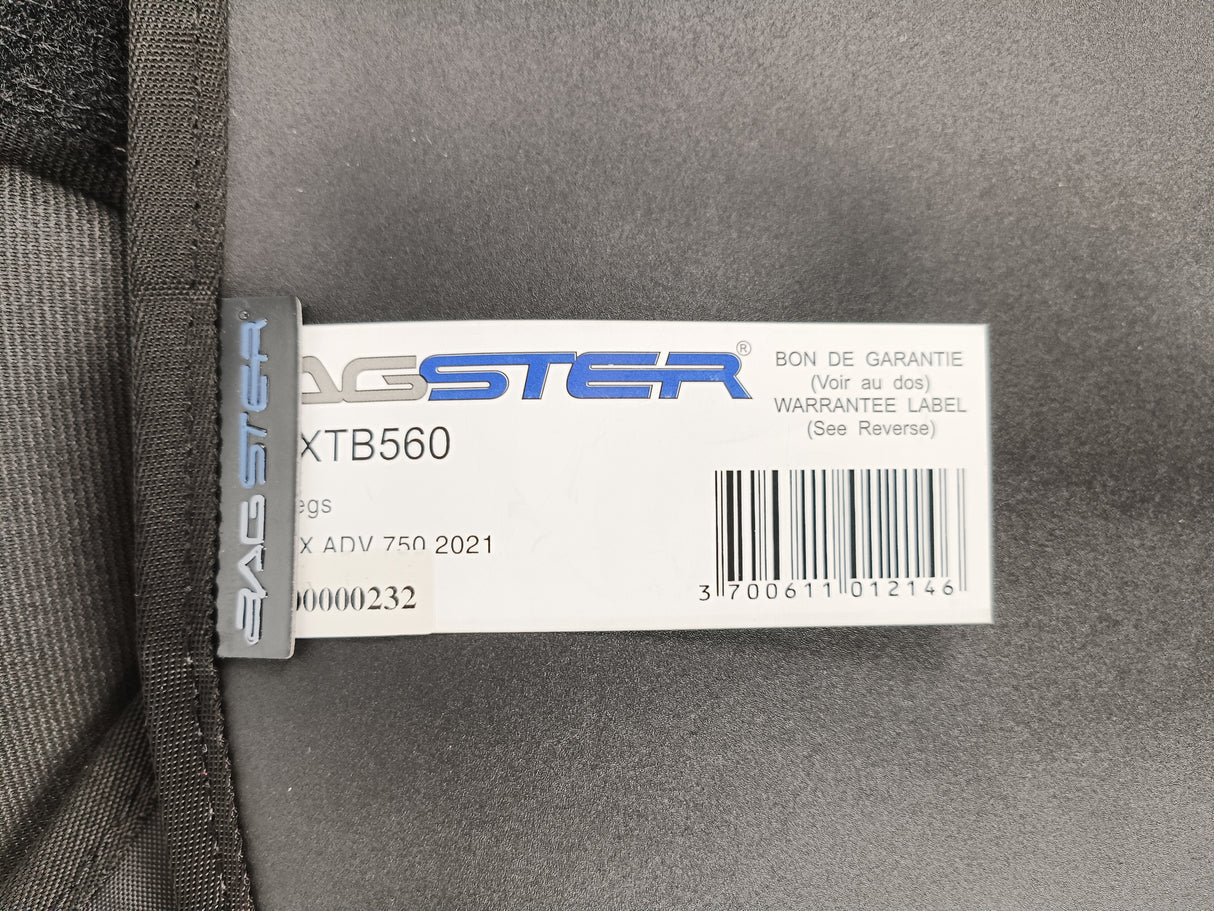 BAGSTER®
AGSTER®
BON DE GARANTIE
(Voir au dos)
WARRANTEE LABEL
(See Reverse)
XTB560
egs
X ADV 750 2021
00000232
3 700611 012146